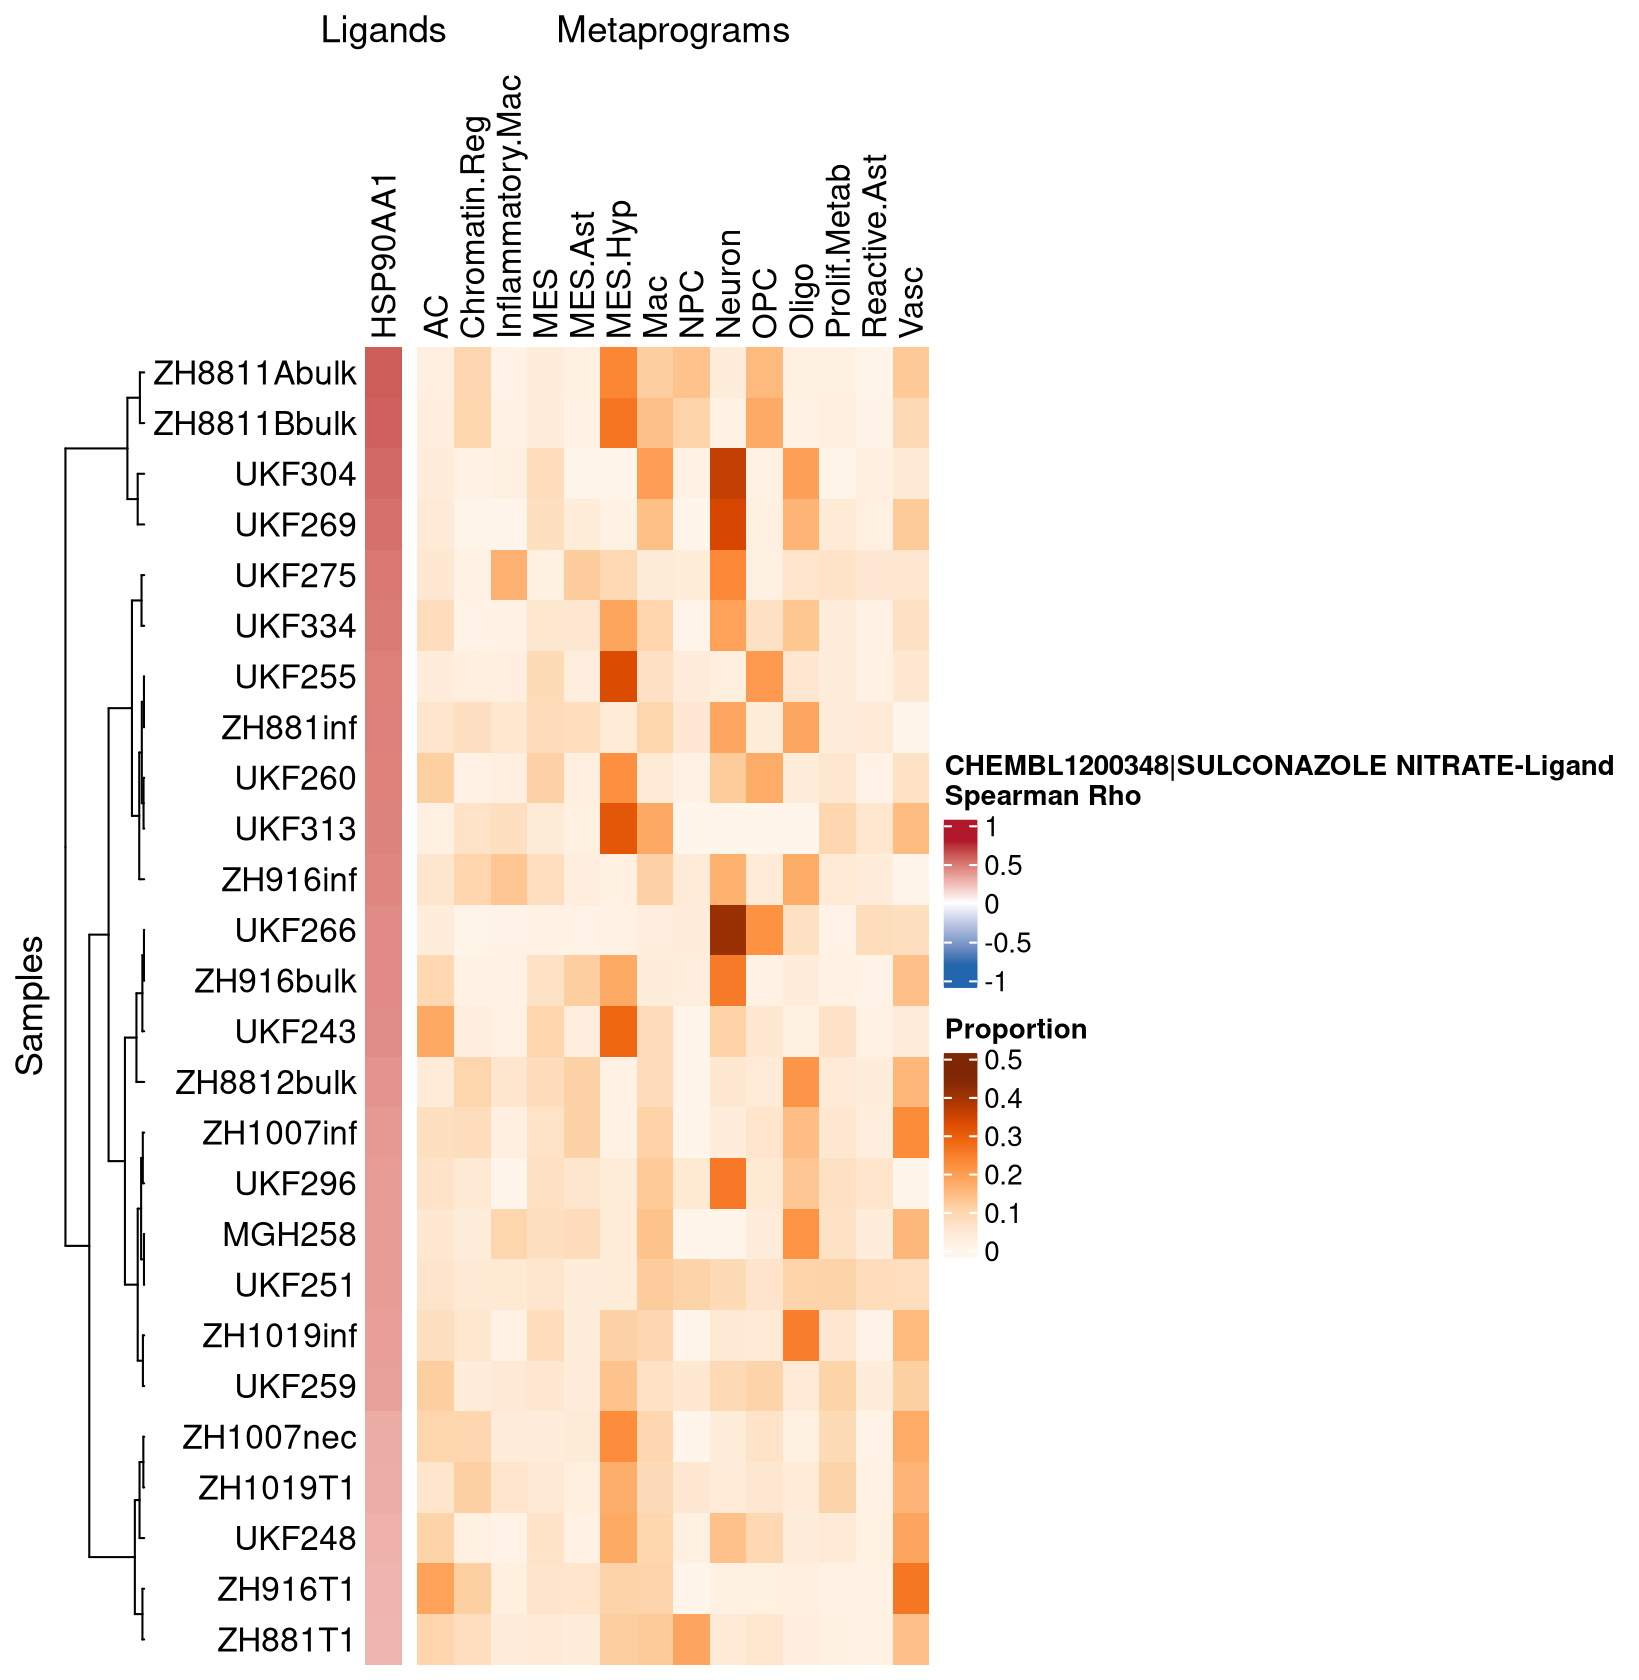 Ligands
Metaprograms
HSP90AA1
AC
Chromatin.Reg
Inflammatory.Mac
MES
MES.Ast
MES.Hyp
Mac
NPC
Neuron
OPC
Oligo
Prolif.Metab
Reactive.Ast
Vasc
Samples
ZH8811Abulk
ZH8811Bbulk
UKF304
UKF269
UKF275
UKF334
UKF255
ZH881inf
UKF260
UKF313
ZH916inf
UKF266
ZH916bulk
UKF243
ZH8812bulk
ZH1007inf
UKF296
MGH258
UKF251
ZH1019inf
UKF259
ZH1007nec
ZH1019T1
UKF248
ZH916T1
ZH881T1
CHEMBL1200348|SULCONAZOLE NITRATE-Ligand
Spearman Rho
1
0.5
0
-0.5
-1
Proportion
0.5
0.4
0.3
0.2
0.1
0